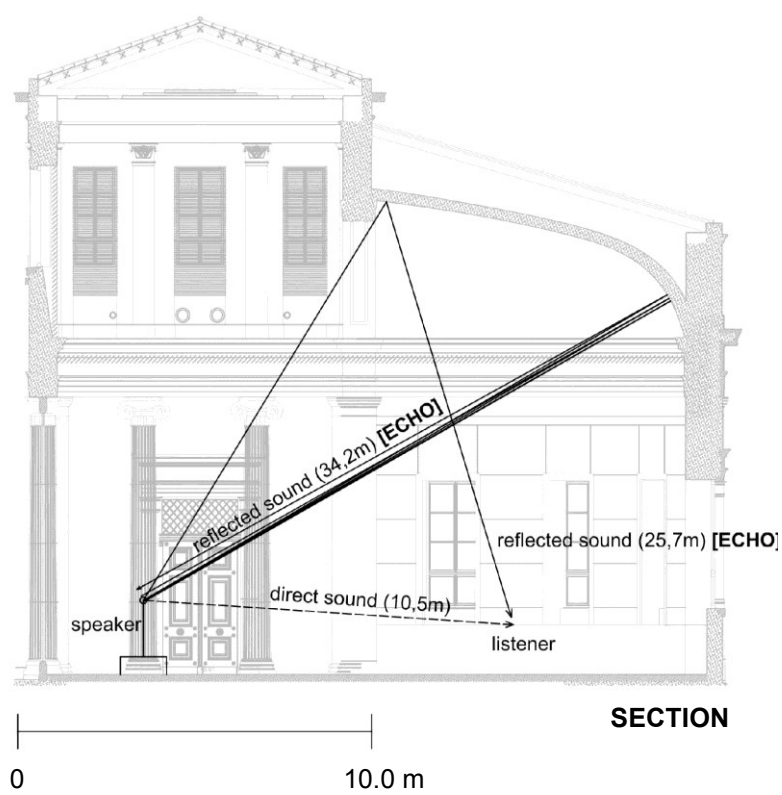 reflected sound (34,2m) [ECHO]
reflected sound (25,7m) [ECHO]
direct sound (10,5m)
speaker
listener
SECTION
0 10.0 m